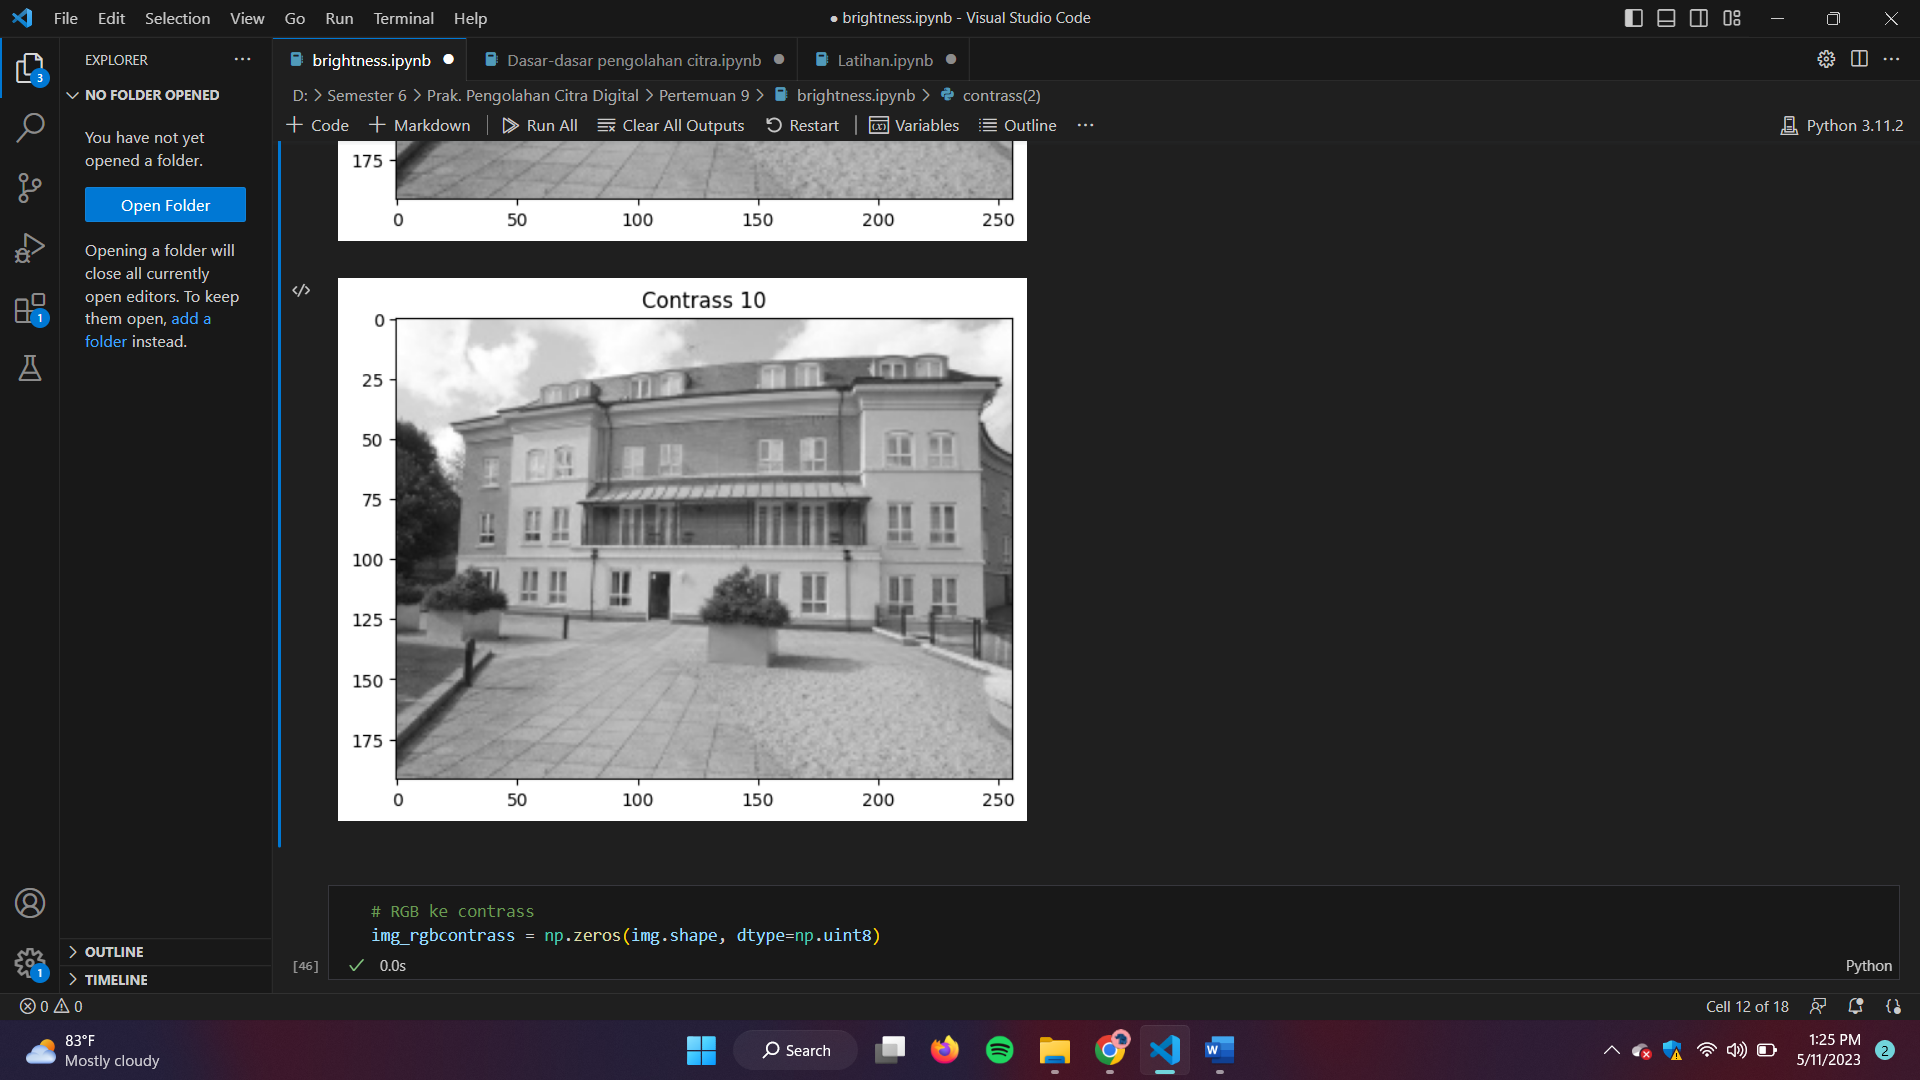 File Edit Selection View Go Run Terminal Help
● brightness.ipynb - Visual Studio Code
EXPLORER ···
brightness.ipynb ● Dasar-dasar pengolahan citra.ipynb ● Latihan.ipynb ●
NO FOLDER OPENED
D: > Semester 6 > Prak. Pengolahan Citra Digital > Pertemuan 9 > brightness.ipynb > contrass(2)
+ Code + Markdown | Run All Clear All Outputs Restart | Variables Outline ··· Python 3.11.2
You have not yet
opened a folder.
Open Folder
Opening a folder will
close all currently
open editors. To keep
them open, add a
folder instead.
3
1
175
0 50 100 150 200 250
Contrass 10
0
25
50
75
100
125
150
175
0 50 100 150 200 250
# RGB ke contrass
img_rgbcontrass = np.zeros(img.shape, dtype=np.uint8)
[46] 0.0s Python
1
OUTLINE
TIMELINE
0 0 Cell 12 of 18
83°F
Mostly cloudy
Search
1:25 PM
5/11/2023
2